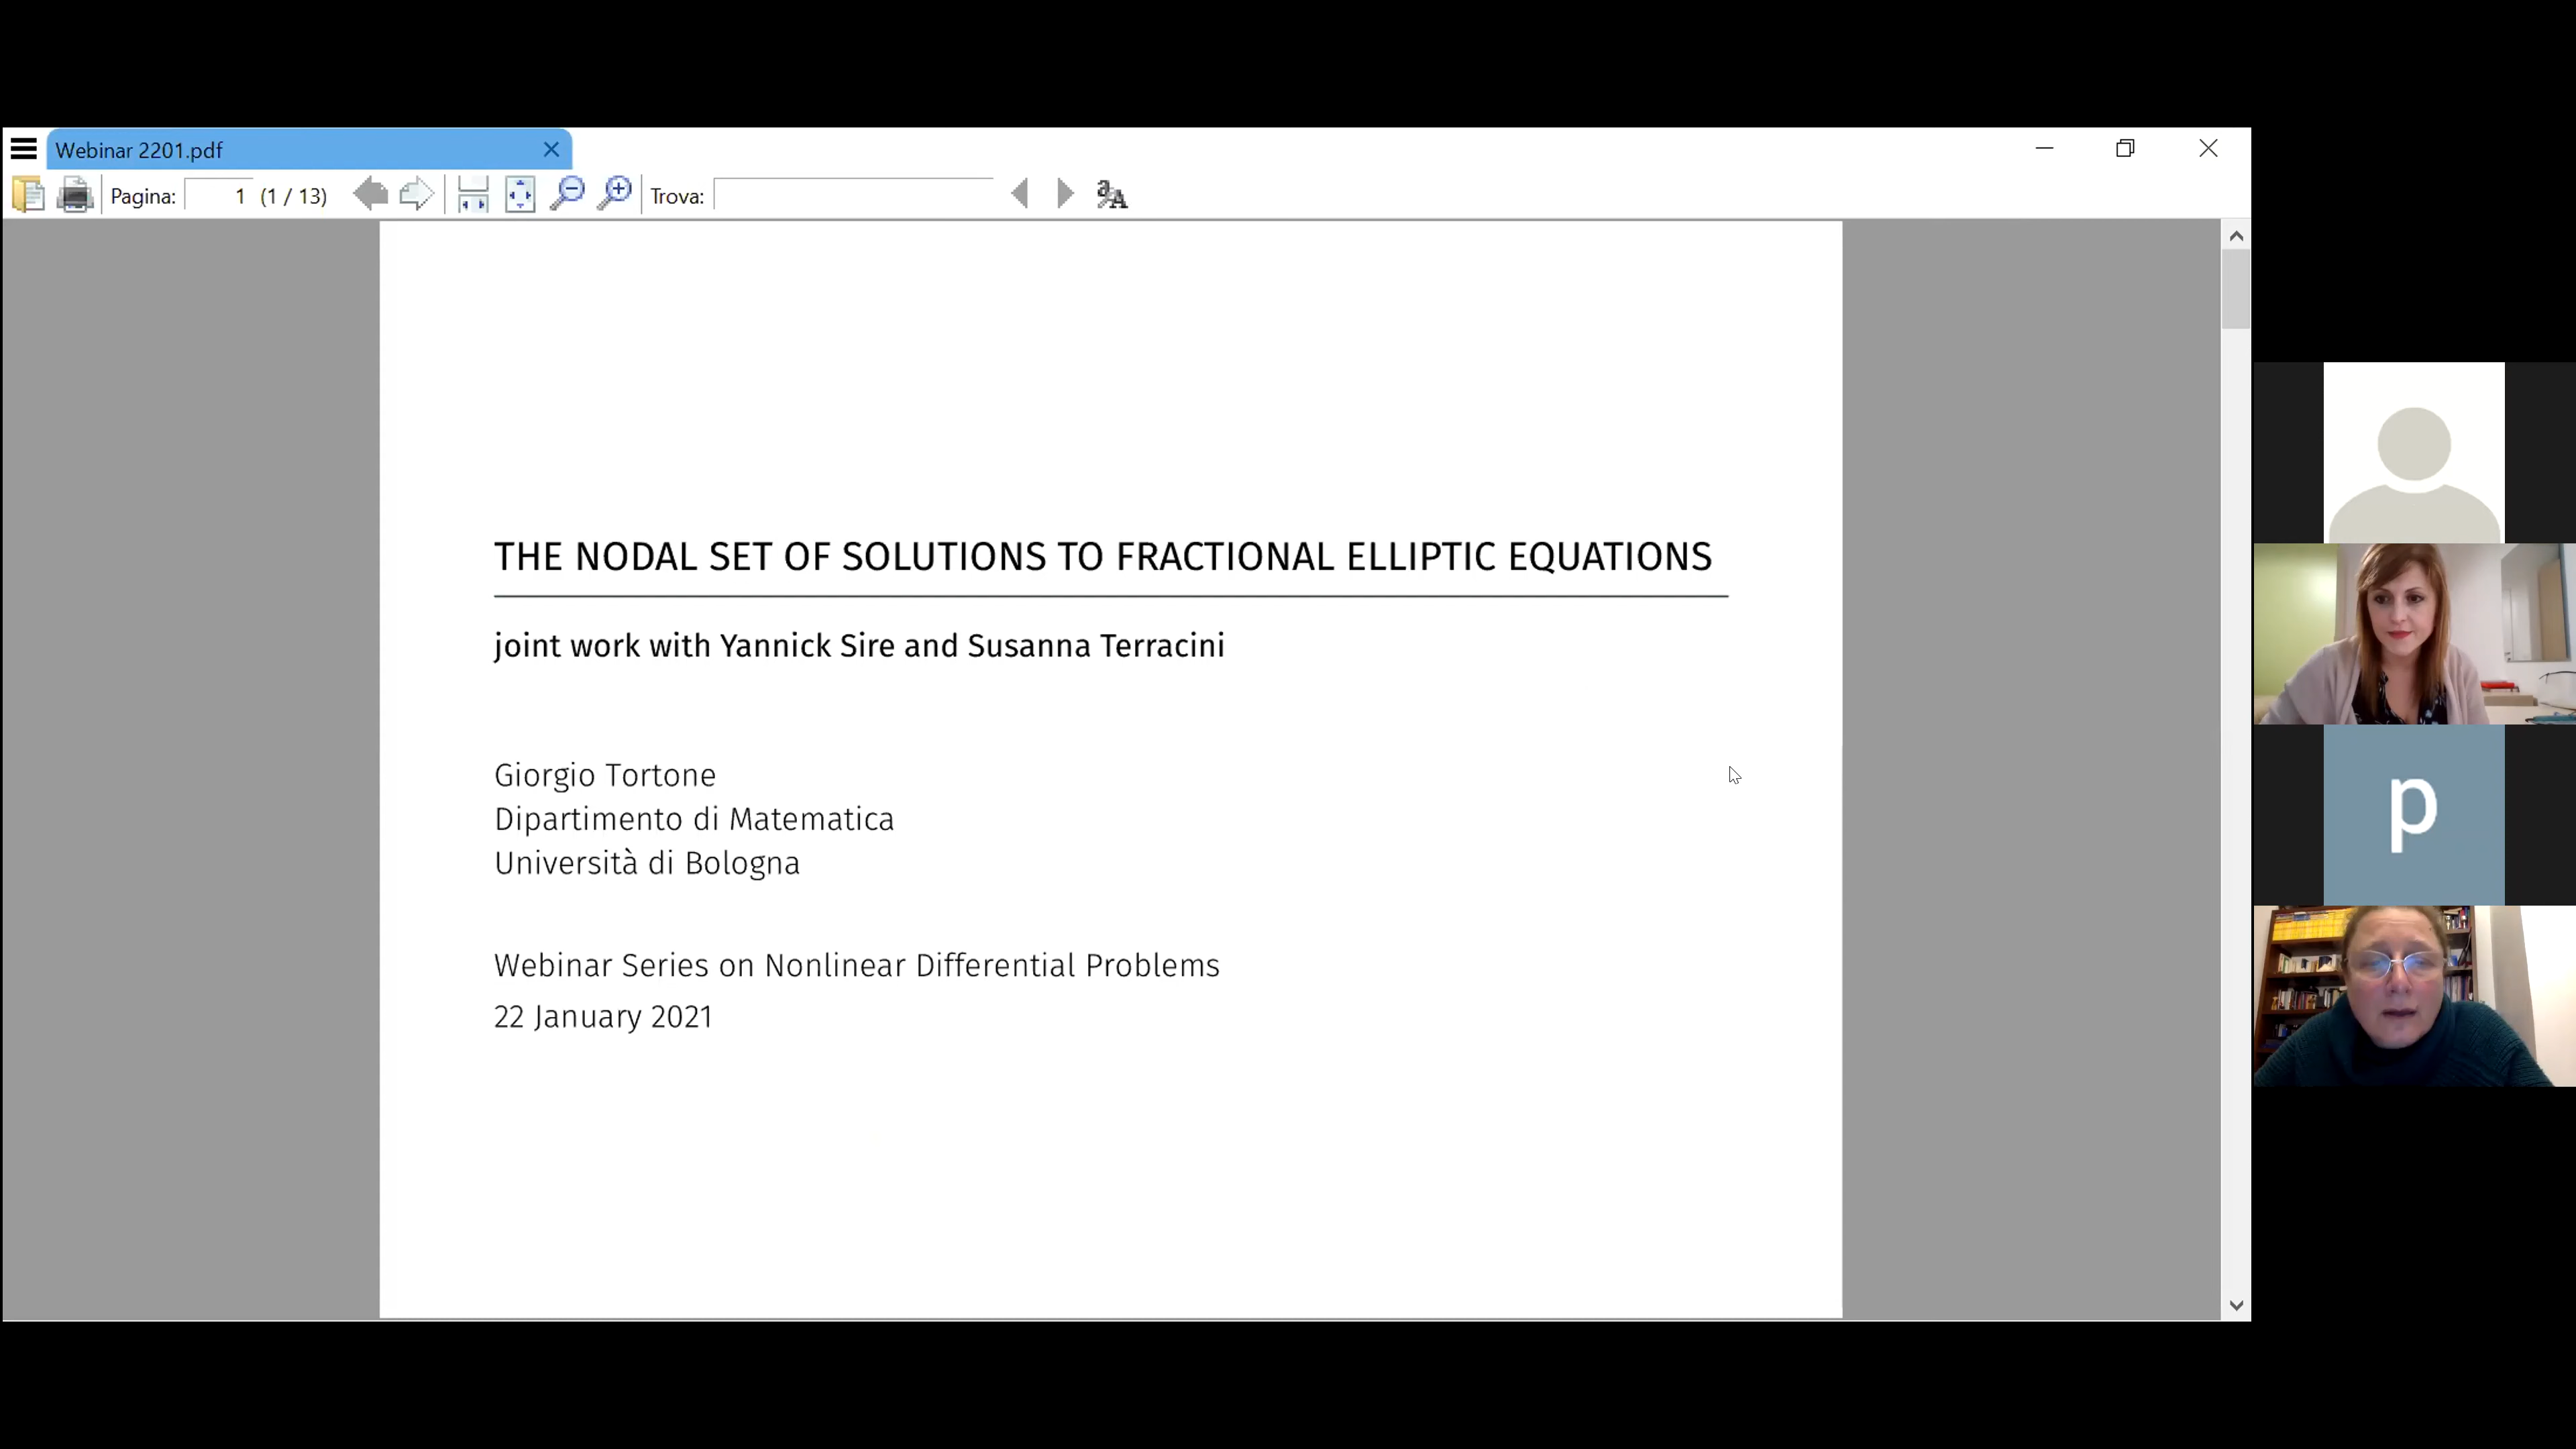 Webinar 2201.pdf
Pagina: 1 (1 / 13) Trova:
THE NODAL SET OF SOLUTIONS TO FRACTIONAL ELLIPTIC EQUATIONS
joint work with Yannick Sire and Susanna Terracini
Giorgio Tortone
Dipartimento di Matematica
Università di Bologna
Webinar Series on Nonlinear Differential Problems
22 January 2021
p